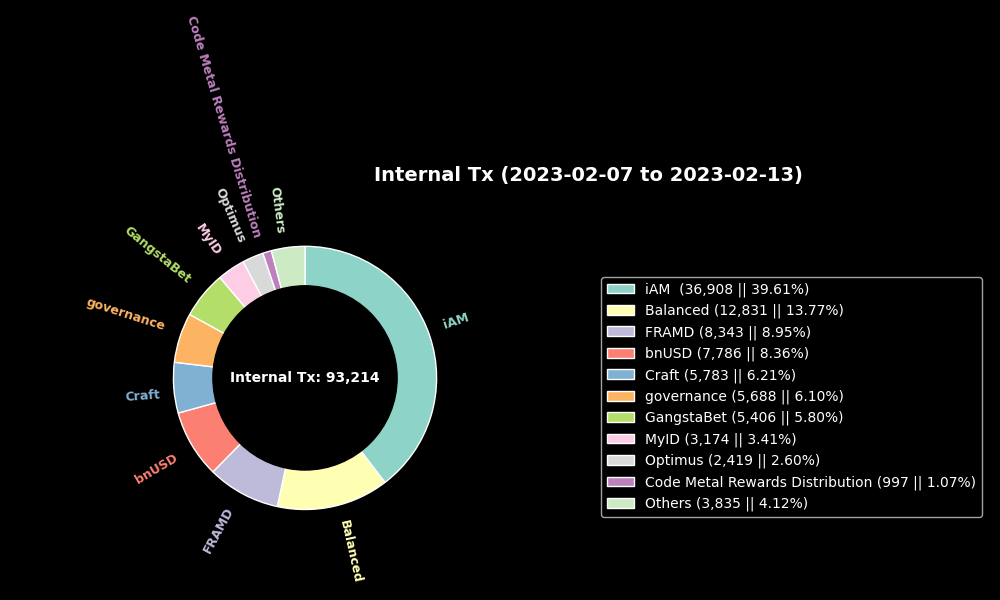 Internal Tx (2023-02-07 to 2023-02-13)
Code Metal Rewards Distribution
Others
Optimus
MyID
GangstaBet
governance
Craft
bnUSD
FRAMD
Balanced
iAM
Internal Tx: 93,214
iAM  (36,908 || 39.61%)
Balanced (12,831 || 13.77%)
FRAMD (8,343 || 8.95%)
bnUSD (7,786 || 8.36%)
Craft (5,783 || 6.21%)
governance (5,688 || 6.10%)
GangstaBet (5,406 || 5.80%)
MyID (3,174 || 3.41%)
Optimus (2,419 || 2.60%)
Code Metal Rewards Distribution (997 || 1.07%)
Others (3,835 || 4.12%)